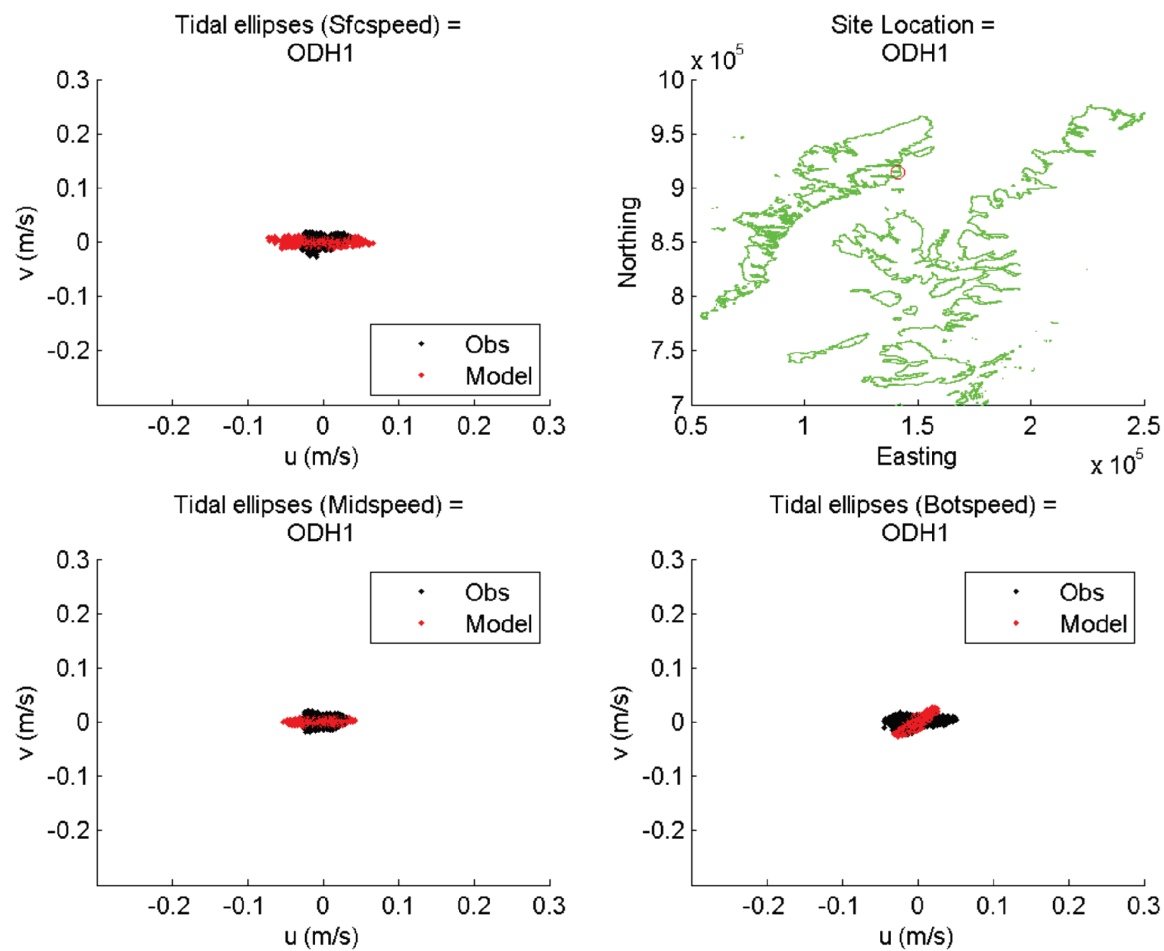 Tidal ellipses (Sfcspeed) =
ODH1
0.3
0.2
0.1
0
-0.1
-0.2
v (m/s)
Obs
Model
-0.2 -0.1 0 0.1 0.2 0.3
u (m/s)
Site Location =
ODH1
x 10^5
10
9.5
9
8.5
8
7.5
7
Northing
0.5 1 1.5 2 2.5
Easting
x 10^5
Tidal ellipses (Midspeed) =
ODH1
0.3
0.2
0.1
0
-0.1
-0.2
v (m/s)
Obs
Model
-0.2 -0.1 0 0.1 0.2 0.3
u (m/s)
Tidal ellipses (Botspeed) =
ODH1
0.3
0.2
0.1
0
-0.1
-0.2
v (m/s)
Obs
Model
-0.2 -0.1 0 0.1 0.2 0.3
u (m/s)